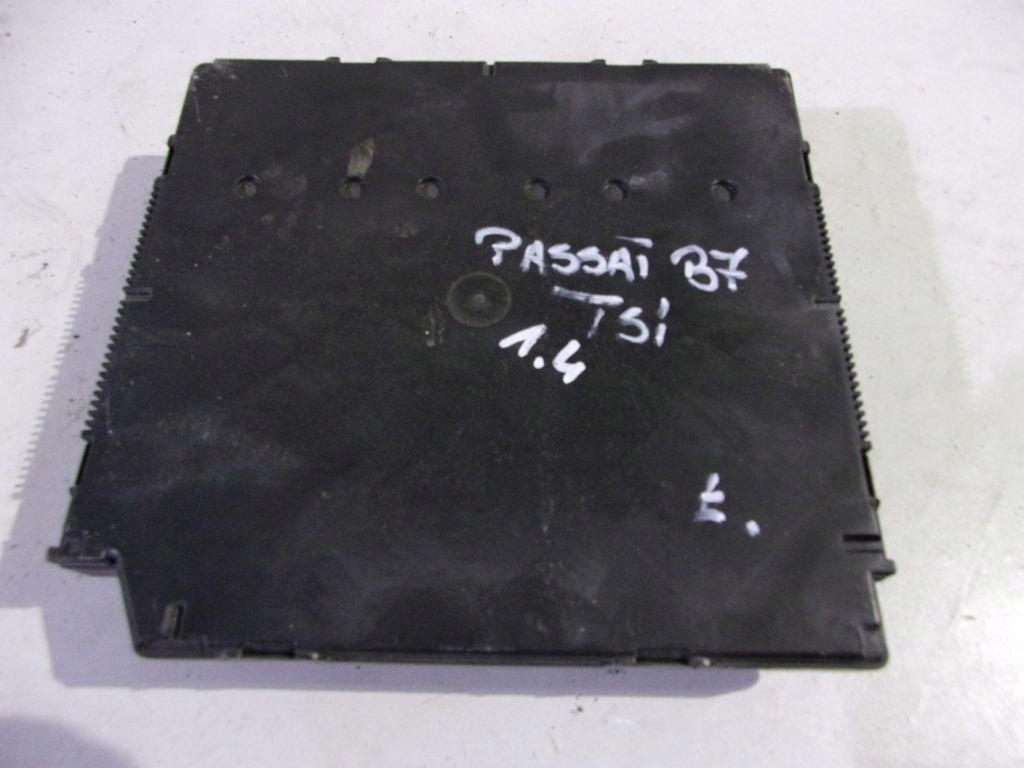 PASSAT B7
TSi
1.4
t.